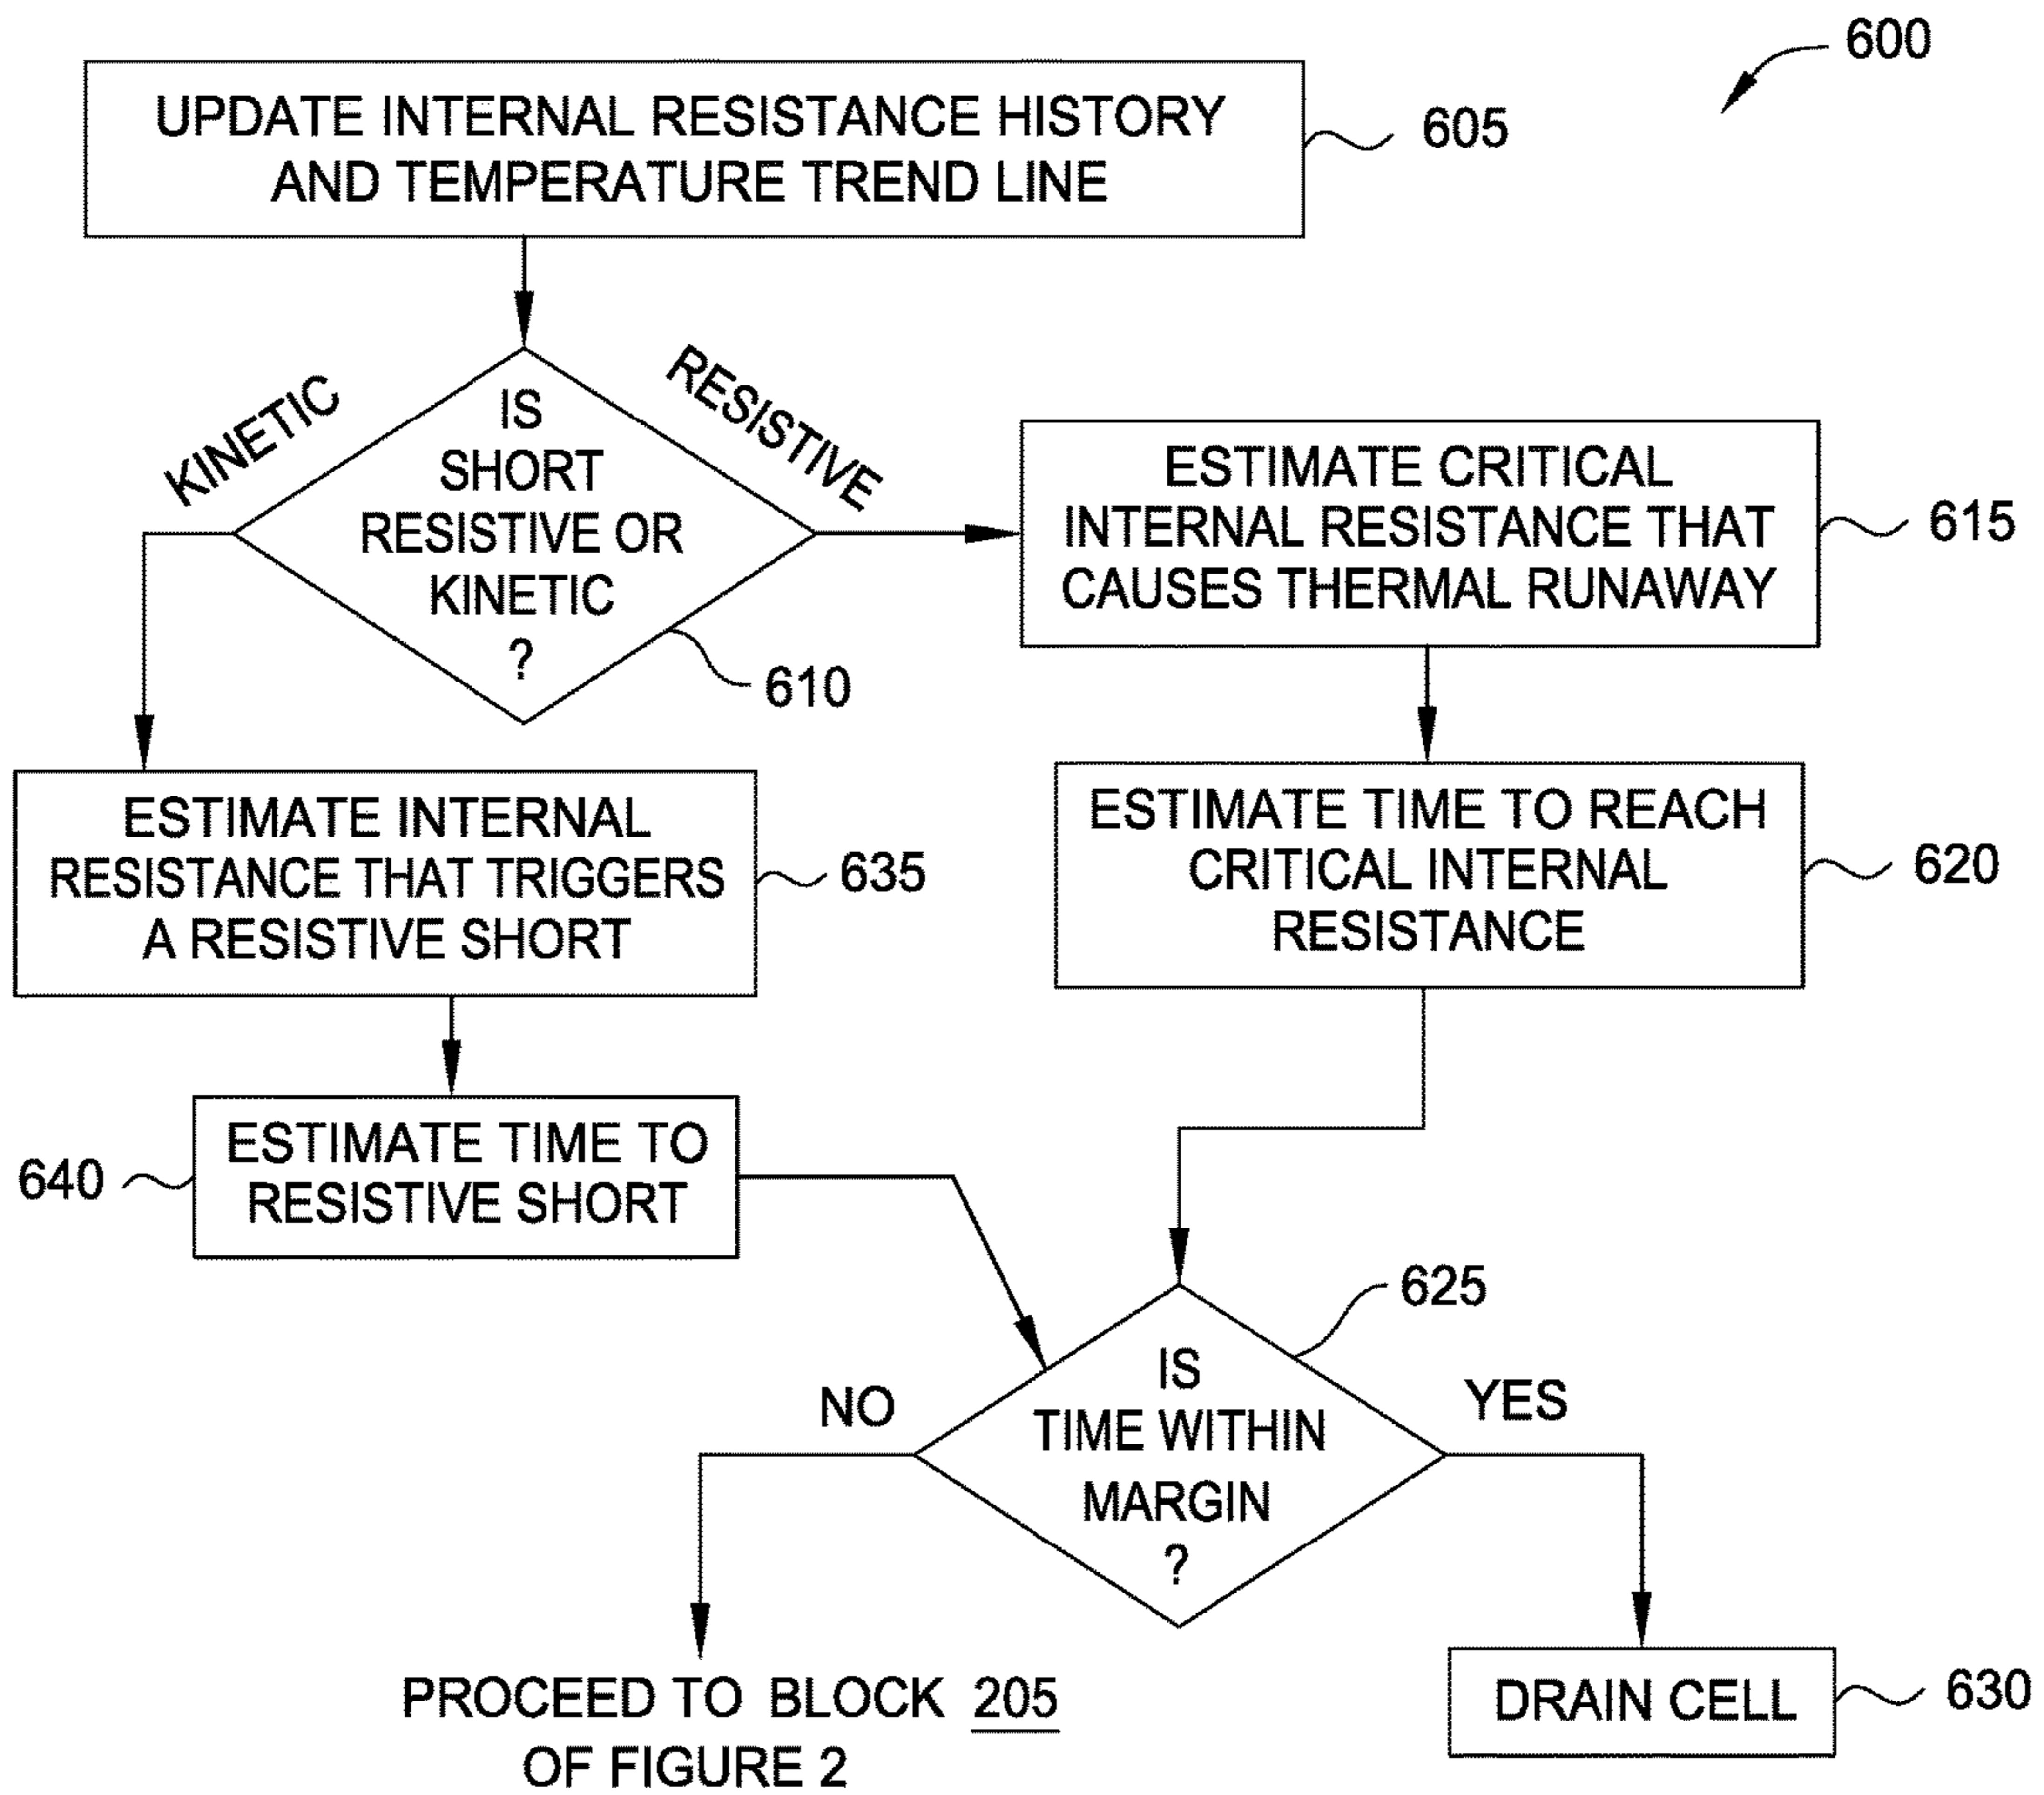 600
UPDATE INTERNAL RESISTANCE HISTORY
AND TEMPERATURE TREND LINE
605
KINETIC
RESISTIVE
IS
SHORT
RESISTIVE OR
KINETIC
?
610
ESTIMATE CRITICAL
INTERNAL RESISTANCE THAT
CAUSES THERMAL RUNAWAY
615
ESTIMATE INTERNAL
RESISTANCE THAT TRIGGERS
A RESISTIVE SHORT
635
ESTIMATE TIME TO REACH
CRITICAL INTERNAL
RESISTANCE
620
640
ESTIMATE TIME TO
RESISTIVE SHORT
625
IS
TIME WITHIN
MARGIN
?
NO
YES
PROCEED TO BLOCK 205
OF FIGURE 2
DRAIN CELL
630